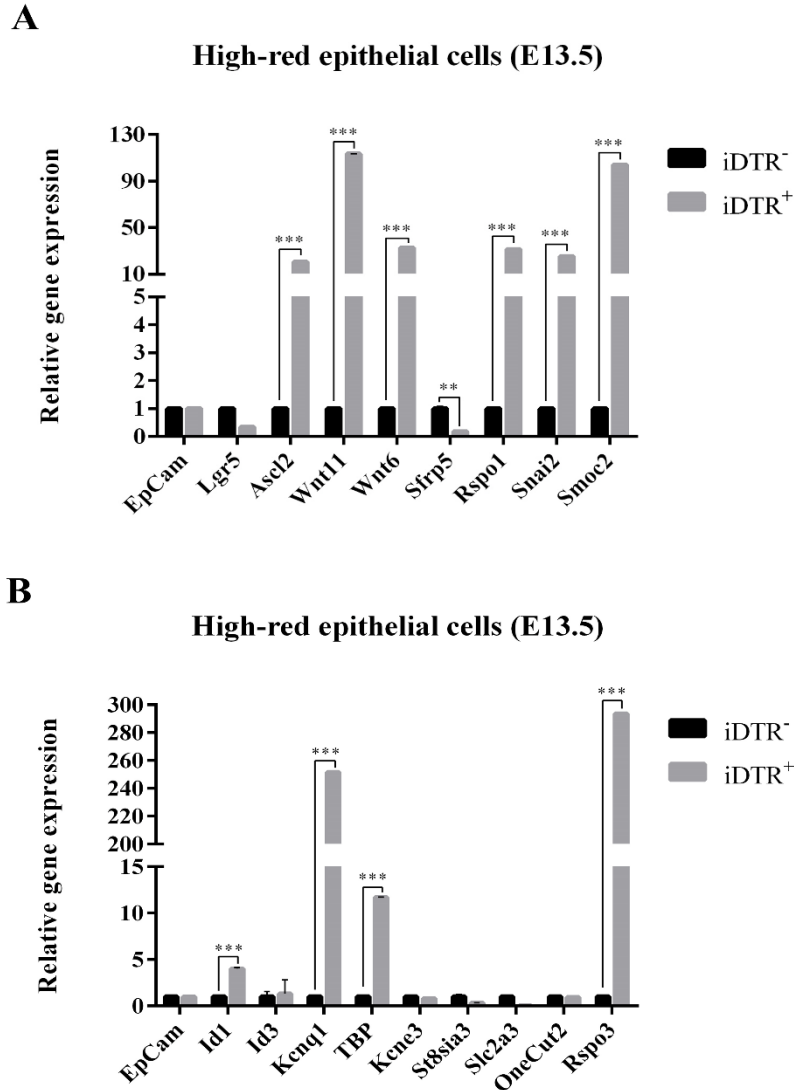 A
High-red epithelial cells (E13.5)
Relative gene expression
130
90
50
10
5
4
3
2
1
0
***
***
***
**
***
***
***
iDTR-
iDTR+
EpCam
Lgr5
Ascl2
Wnt11
Wnt6
Sfrp5
Rspo1
Snai2
Smoc2
B
High-red epithelial cells (E13.5)
Relative gene expression
300
280
260
240
220
200
15
10
5
0
***
***
***
***
iDTR-
iDTR+
EpCam
Id1
Id3
Kcnq1
TBP
Kcne3
St8sia3
Slc2a3
OneCut2
Rspo3